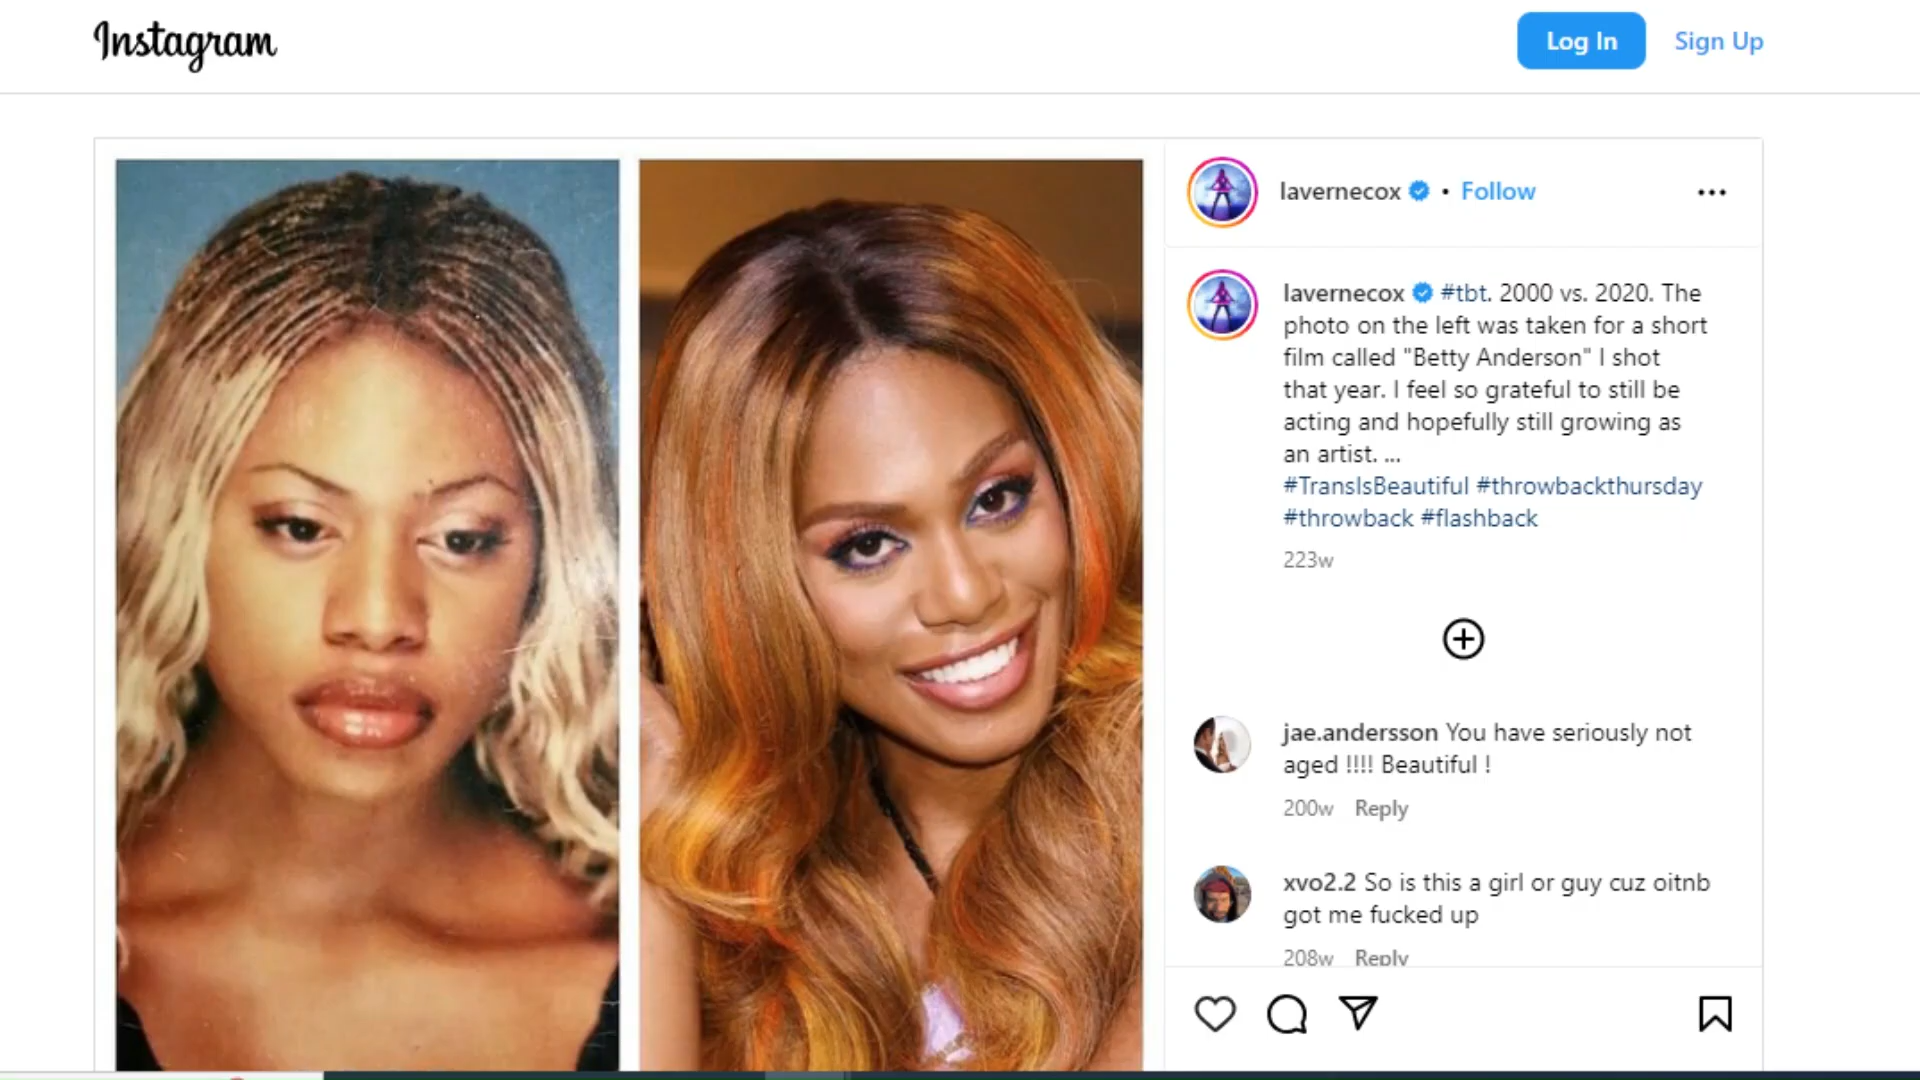 Instagram
Log In
Sign Up
lavernecox • Follow
lavernecox #tbt. 2000 vs. 2020. The
photo on the left was taken for a short
film called "Betty Anderson" I shot
that year. I feel so grateful to still be
acting and hopefully still growing as
an artist. ...
#TransIsBeautiful #throwbackthursday
#throwback #flashback
223w
jae.andersson You have seriously not
aged !!!! Beautiful !
200w Reply
xvo2.2 So is this a girl or guy cuz oitnb
got me fucked up
208w Reply